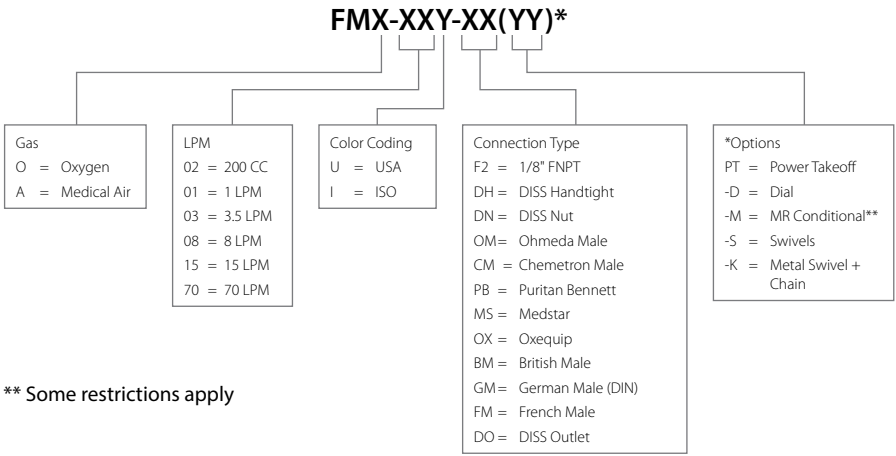 FMX-XXY-XX(YY)*
Gas
O = Oxygen
A = Medical Air
LPM
02 = 200 CC
01 = 1 LPM
03 = 3.5 LPM
08 = 8 LPM
15 = 15 LPM
70 = 70 LPM
Color Coding
U = USA
I = ISO
Connection Type
F2 = 1/8" FNPT
DH = DISS Handtight
DN = DISS Nut
OM= Ohmeda Male
CM = Chemetron Male
PB = Puritan Bennett
MS = Medstar
OX = Oxequip
BM = British Male
GM= German Male (DIN)
FM = French Male
DO = DISS Outlet
*Options
PT = Power Takeoff
-D = Dial
-M = MR Conditional**
-S = Swivels
-K = Metal Swivel +
Chain
** Some restrictions apply